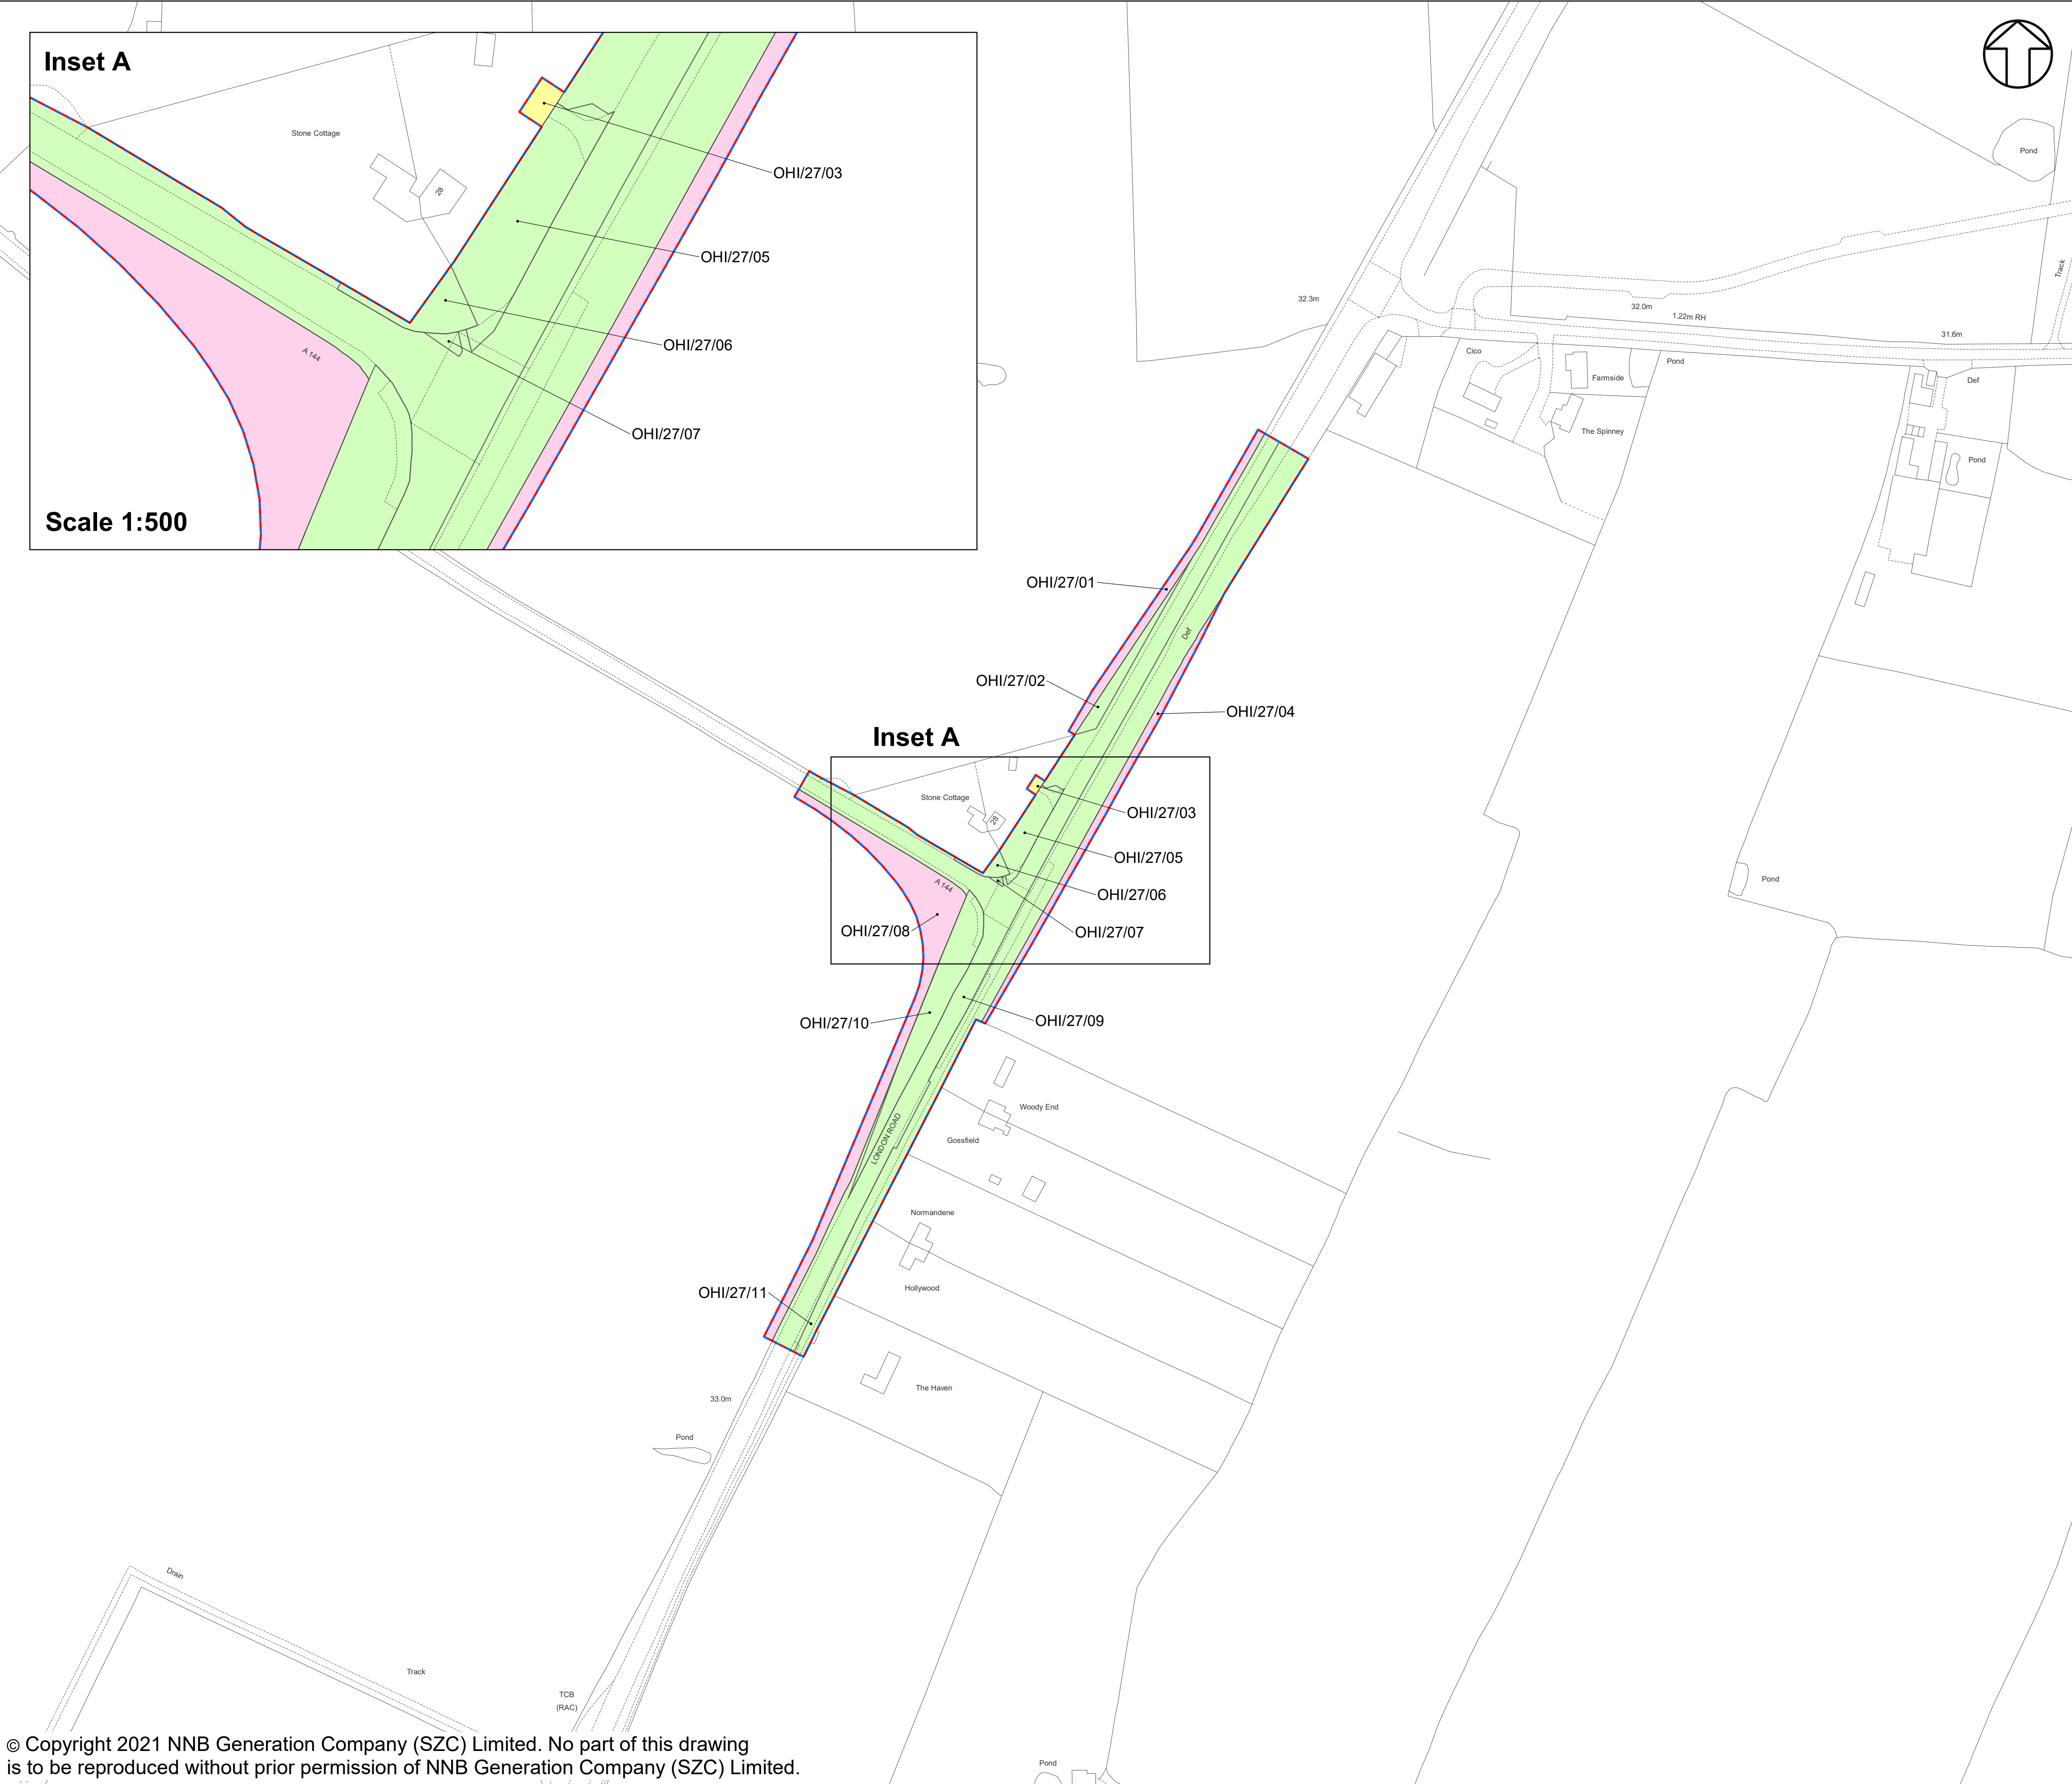 Inset A
Stone Cottage
28
OHI/27/03
OHI/27/05
OHI/27/06
OHI/27/07
A 144
Scale 1:500
Pond
Track
32.3m
32.0m
1.22m RH
31.6m
Cico
Farmside
Pond
Def
The Spinney
Pond
OHI/27/01
Def
OHI/27/02
OHI/27/04
Inset A
Stone Cottage
28
OHI/27/03
OHI/27/05
A 144
OHI/27/06
OHI/27/08
OHI/27/07
Pond
OHI/27/10
OHI/27/09
LONDON ROAD
Woody End
Gossfield
Normandene
Hollywood
OHI/27/11
The Haven
33.0m
Pond
Drain
Track
TCB
(RAC)
Pond
© Copyright 2021 NNB Generation Company (SZC) Limited. No part of this drawing
is to be reproduced without prior permission of NNB Generation Company (SZC) Limited.